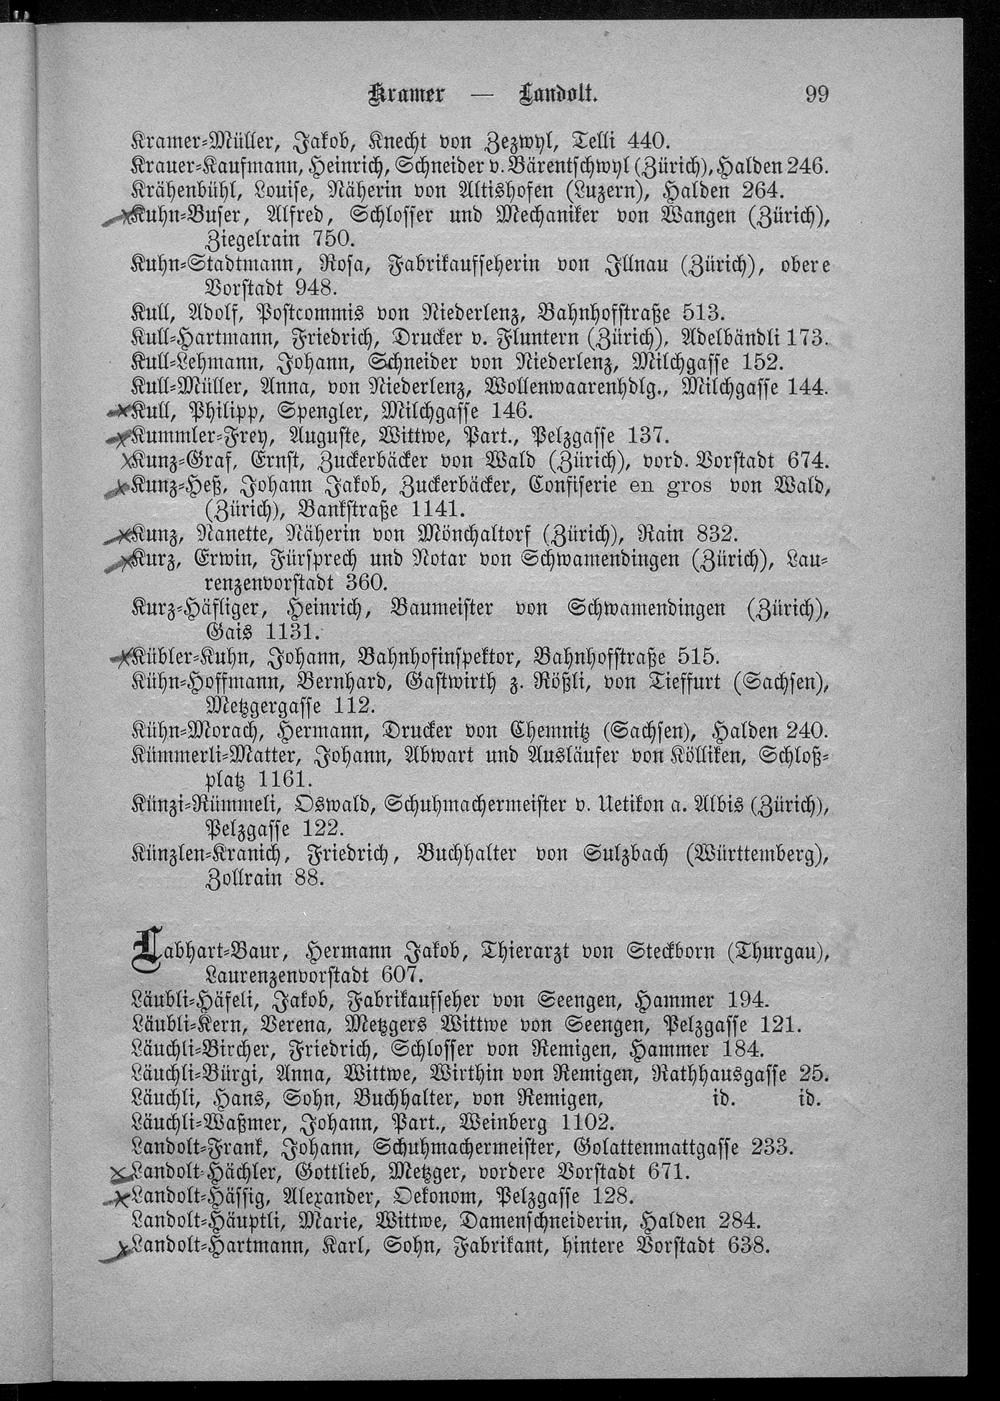 Kramer — Landolt. 99
Kramer-Müller, Jakob, Knecht von Zezwyl, Telli 440.
Krauer-Kaufmann, Heinrich, Schneider v. Bärentschwyl (Zürich), Halden 246.
Krähenbühl, Louise, Näherin von Altishofen (Luzern), Halden 264.
Kuhn-Buser, Alfred, Schlosser und Mechaniker von Wangen (Zürich),
Ziegelrain 750.
Kuhn-Stadtmann, Rosa, Fabrikaufseherin von Illnau (Zürich), obere
Vorstadt 948.
Kull, Adolf, Postcommis von Niederlenz, Bahnhofstraße 513.
Kull-Hartmann, Friedrich, Drucker v. Fluntern (Zürich), Adelbändli 173.
Kull-Lehmann, Johann, Schneider von Niederlenz, Milchgasse 152.
Kull-Müller, Anna, von Niederlenz, Wollenwaarenhdlg., Milchgasse 144.
Kull, Philipp, Spengler, Milchgasse 146.
Kummler-Frey, Auguste, Wittwe, Part., Pelzgasse 137.
Kunz-Graf, Ernst, Zuckerbäcker von Wald (Zürich), vord. Vorstadt 674.
Kunz-Heß, Johann Jakob, Zuckerbäcker, Confiserie en gros von Wald,
(Zürich), Bankstraße 1141.
Kunz, Nanette, Näherin von Mönchaltorf (Zürich), Rain 832.
Kurz, Erwin, Fürsprech und Notar von Schwamendingen (Zürich), Lau-
renzenvorstadt 360.
Kurz-Häfliger, Heinrich, Baumeister von Schwamendingen (Zürich),
Gais 1131.
Kübler-Kuhn, Johann, Bahnhofinspektor, Bahnhofstraße 515.
Kühn-Hoffmann, Bernhard, Gastwirth z. Rößli, von Tieffurt (Sachsen),
Metzgergasse 112.
Kühn-Morach, Hermann, Drucker von Chemnitz (Sachsen), Halden 240.
Kümmerli-Matter, Johann, Abwart und Ausläufer von Kölliken, Schloß-
platz 1161.
Künzi-Rümmeli, Oswald, Schuhmachermeister v. Uetikon a. Albis (Zürich),
Pelzgasse 122.
Künzlen-Kranich, Friedrich, Buchhalter von Sulzbach (Württemberg),
Zollrain 88.
Labhart-Baur, Hermann Jakob, Thierarzt von Steckborn (Thurgau),
Laurenzenvorstadt 607.
Läubli-Häfeli, Jakob, Fabrikaufseher von Seengen, Hammer 194.
Läubli-Kern, Verena, Metzgers Wittwe von Seengen, Pelzgasse 121.
Läuchli-Bircher, Friedrich, Schlosser von Remigen, Hammer 184.
Läuchli-Bürgi, Anna, Wittwe, Wirthin von Remigen, Rathhausgasse 25.
Läuchli, Hans, Sohn, Buchhalter, von Remigen, id. id.
Läuchli-Waßmer, Johann, Part., Weinberg 1102.
Landolt-Frank, Johann, Schuhmachermeister, Golattenmattgasse 233.
Landolt-Hächler, Gottlieb, Metzger, vordere Vorstadt 671.
Landolt-Hässig, Alexander, Oekonom, Pelzgasse 128.
Landolt-Häuptli, Marie, Wittwe, Damenschneiderin, Halden 284.
Landolt-Hartmann, Karl, Sohn, Fabrikant, hintere Vorstadt 638.